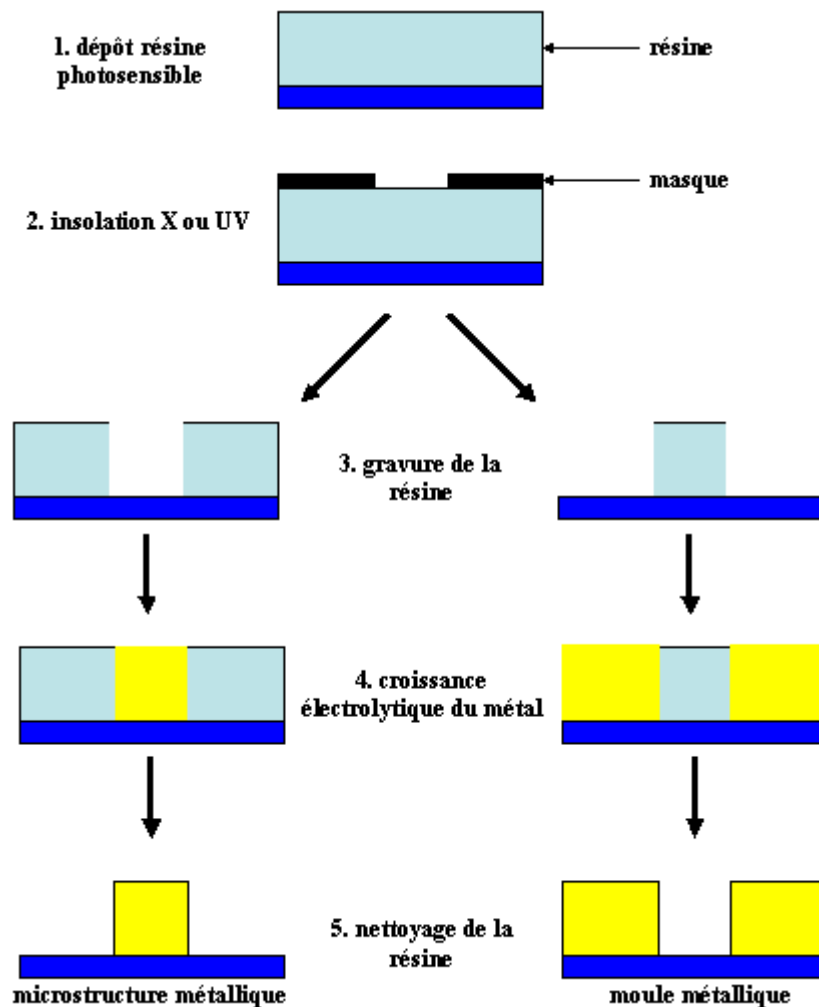 1. dépôt résine
photosensible
résine
masque
2. insolation X ou UV
3. gravure de la
résine
4. croissance
électrolytique du métal
5. nettoyage de la
résine
microstructure métallique
moule métallique